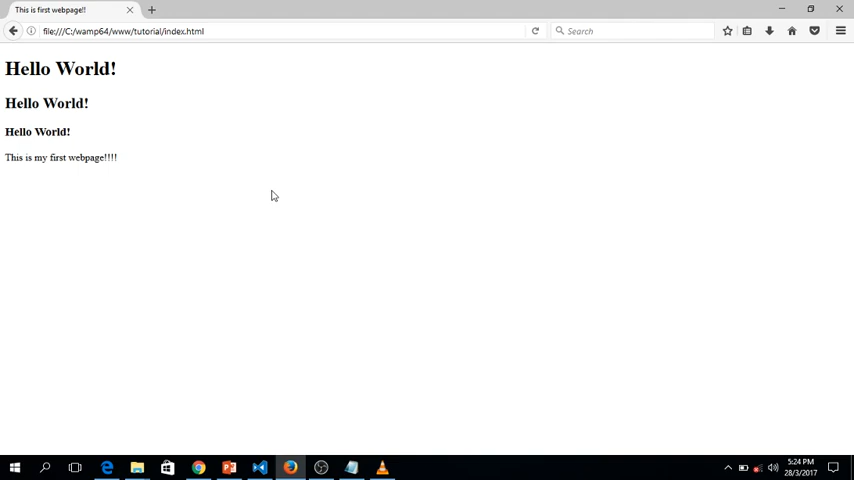 This is first webpage!!
file:///C:/wamp64/www/tutorial/index.html
Search
Hello World!
Hello World!
Hello World!
This is my first webpage!!!!
5:24 PM
28/3/2017